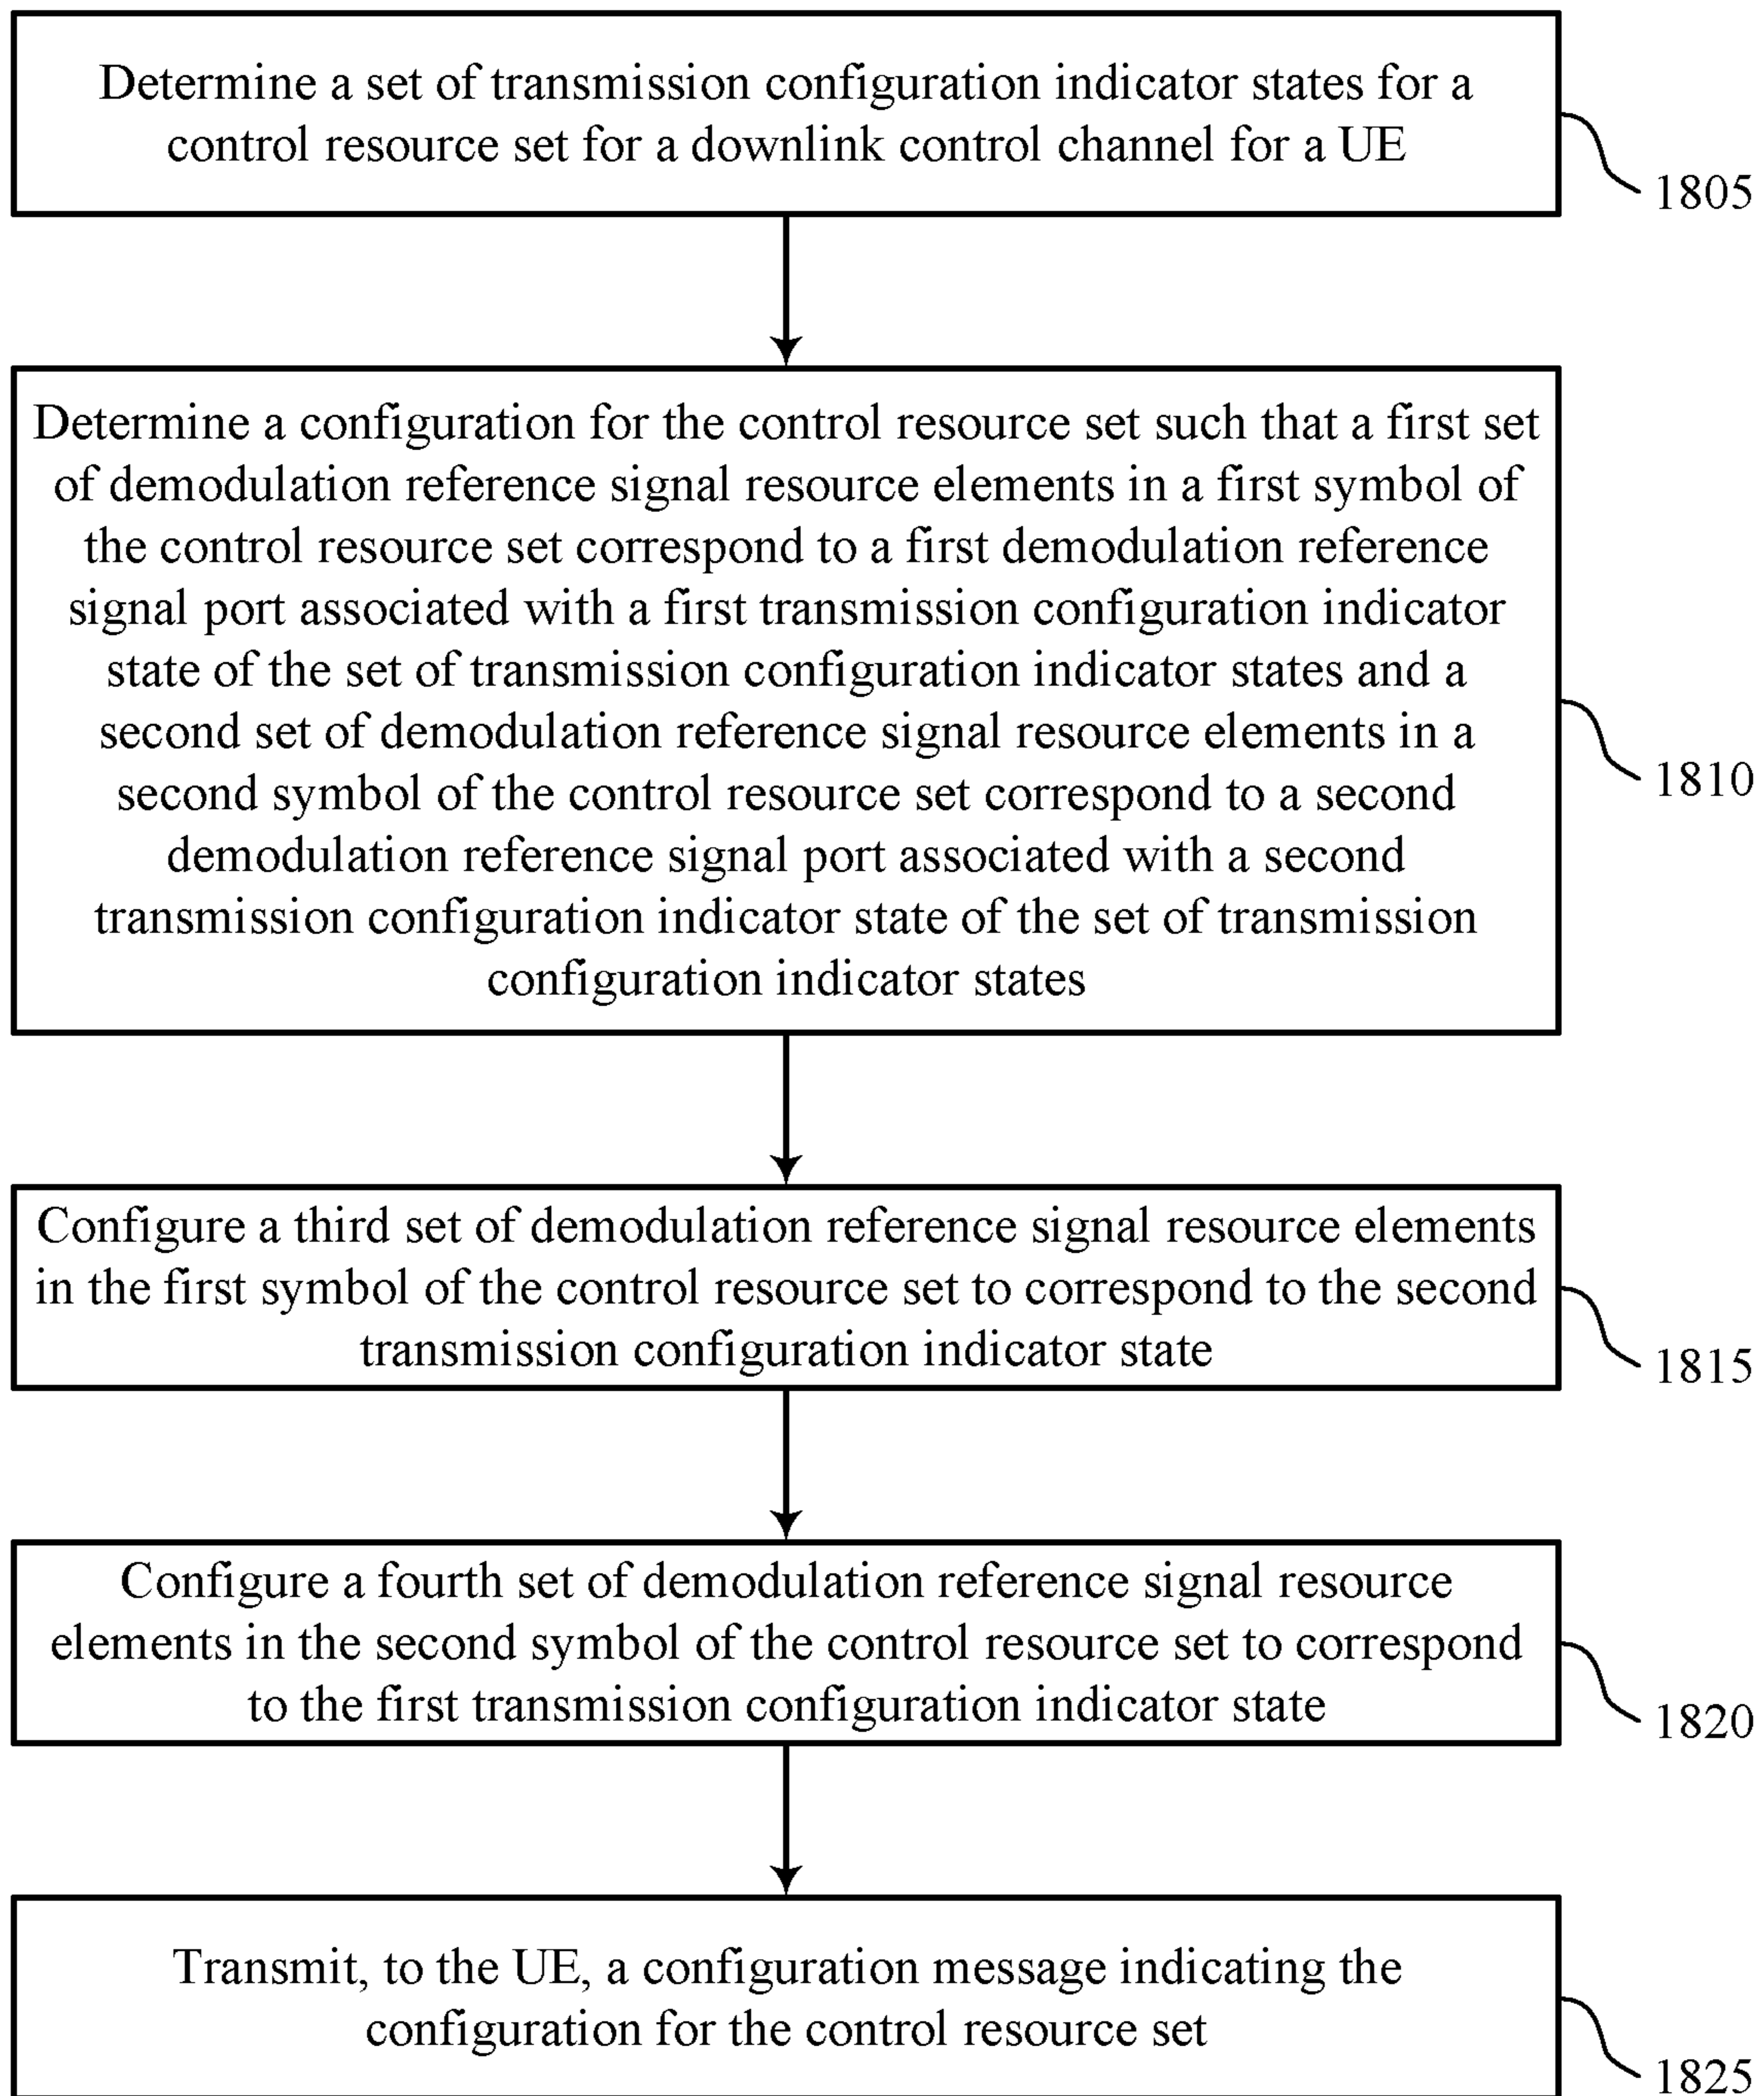 Determine a set of transmission configuration indicator states for a
control resource set for a downlink control channel for a UE
1805
Determine a configuration for the control resource set such that a first set
of demodulation reference signal resource elements in a first symbol of
the control resource set correspond to a first demodulation reference
signal port associated with a first transmission configuration indicator
state of the set of transmission configuration indicator states and a
second set of demodulation reference signal resource elements in a
second symbol of the control resource set correspond to a second
demodulation reference signal port associated with a second
transmission configuration indicator state of the set of transmission
configuration indicator states
1810
Configure a third set of demodulation reference signal resource elements
in the first symbol of the control resource set to correspond to the second
transmission configuration indicator state
1815
Configure a fourth set of demodulation reference signal resource
elements in the second symbol of the control resource set to correspond
to the first transmission configuration indicator state
1820
Transmit, to the UE, a configuration message indicating the
configuration for the control resource set
1825